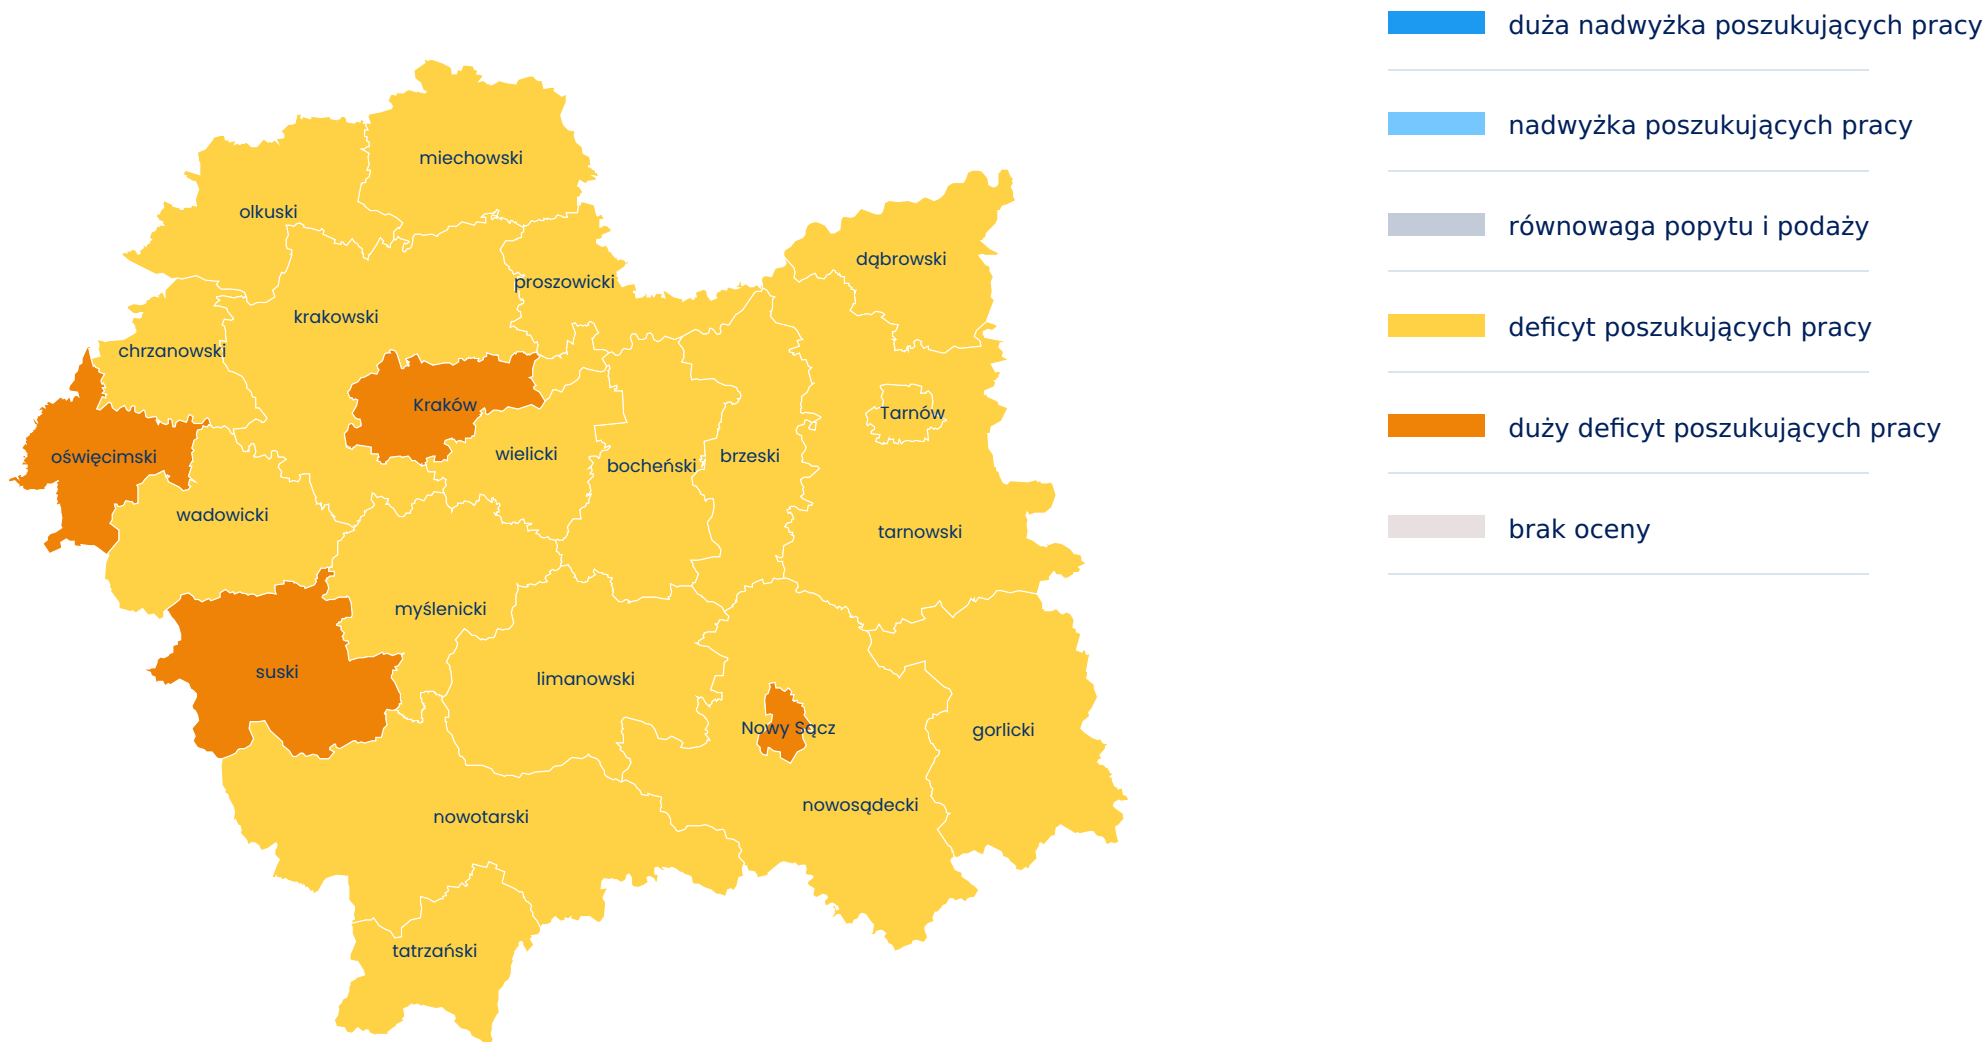 miechowski
olkuski
dąbrowski
proszowicki
krakowski
chrzanowski
Kraków
Tarnów
oświęcimski
wielicki
bocheński
brzeski
wadowicki
tarnowski
myślenicki
suski
limanowski
Nowy Sącz
gorlicki
nowosądecki
nowotarski
tatrzański
duża nadwyżka poszukujących pracy
nadwyżka poszukujących pracy
równowaga popytu i podaży
deficyt poszukujących pracy
duży deficyt poszukujących pracy
brak oceny